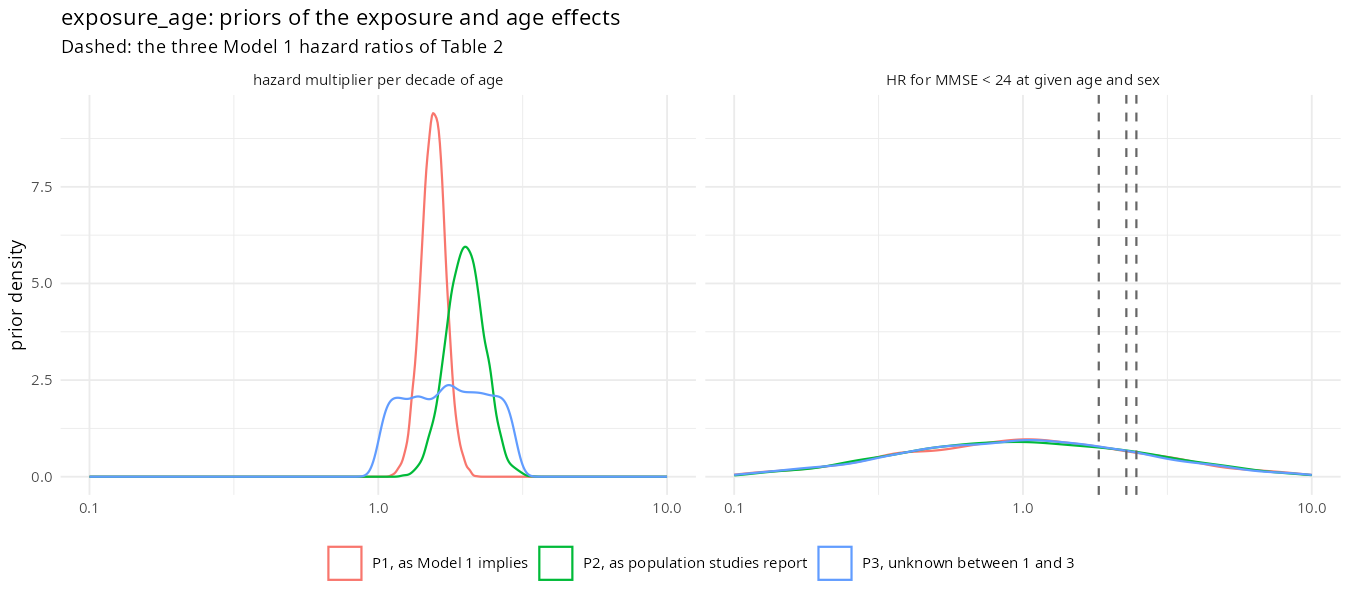 exposure_age: priors of the exposure and age effects
Dashed: the three Model 1 hazard ratios of Table 2
hazard multiplier per decade of age
HR for MMSE < 24 at given age and sex
prior density
7.5
5.0
2.5
0.0
0.1
1.0
10.0
0.1
1.0
10.0
P1, as Model 1 implies
P2, as population studies report
P3, unknown between 1 and 3